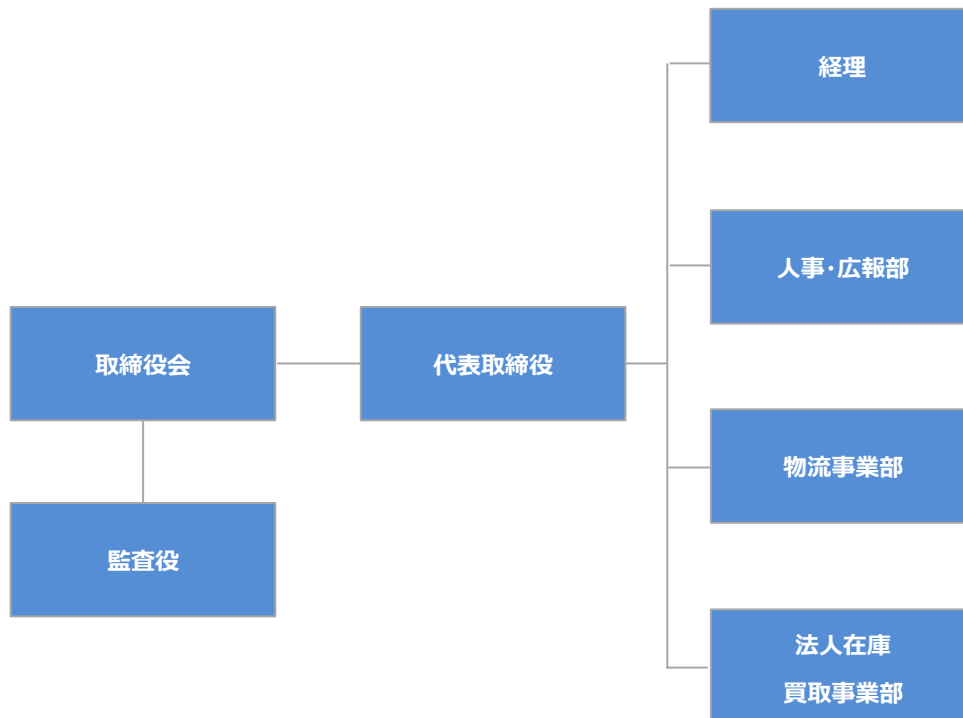 取締役会
監査役
代表取締役
経理
人事・広報部
物流事業部
法人在庫
買取事業部